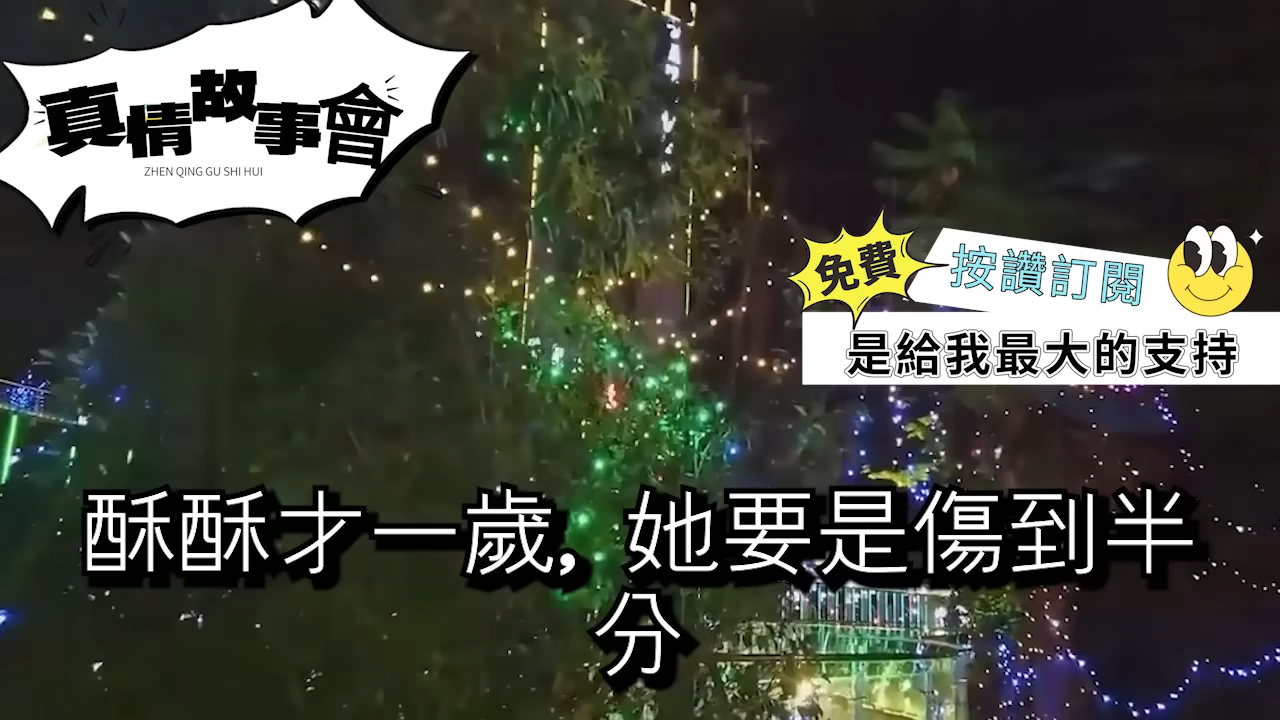 真情故事會
ZHEN QING GU SHI HUI
免費
按讚訂閱
是給我最大的支持
酥酥才一歲，她要是傷到半
分